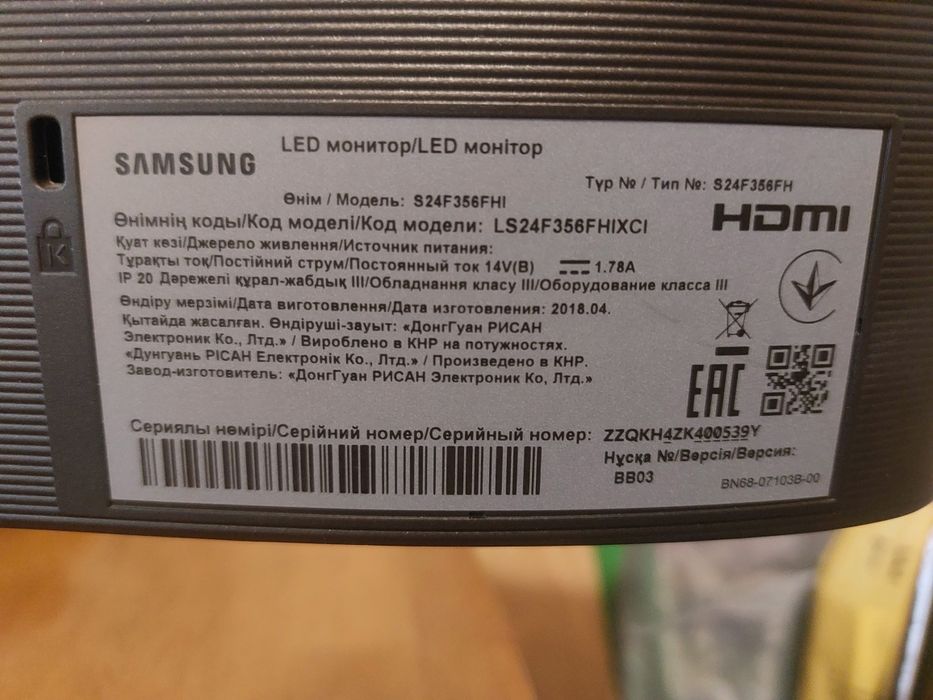 SAMSUNG
LED монитор/LED монітор
Түр № / Тип №: S24F356FH
Өнім / Модель: S24F356FHI
HDMI
Өнімнің коды/Код моделі/Код модели: LS24F356FHIXCI
Қуат көзі/Джерело живлення/Источник питания:
Тұрақты тоқ/Постійний струм/Постоянный ток 14V(B) 1.78A
IP 20 Дәрежелі құрал-жабдық III/Обладнання класу III/Оборудование класса III
Өндіру мерзімі/Дата виготовлення/Дата изготовления: 2018.04.
Қытайда жасалған. Өндіруші-зауыт: «ДонгГуан РИСАН
Электроник Ко., Лтд.» / Вироблено в КНР на потужностях.
«Дунгуань РІСАН Електронік Ко., Лтд.» / Произведено в КНР.
Завод-изготовитель: «ДонгГуан РИСАН Электроник Ко, Лтд.»
EAC
Сериялы нөмірі/Серійний номер/Серийный номер: ZZQKH4ZK400539Y
Нұсқа №/Версія/Версия:
BB03
BN68-07103B-00
K